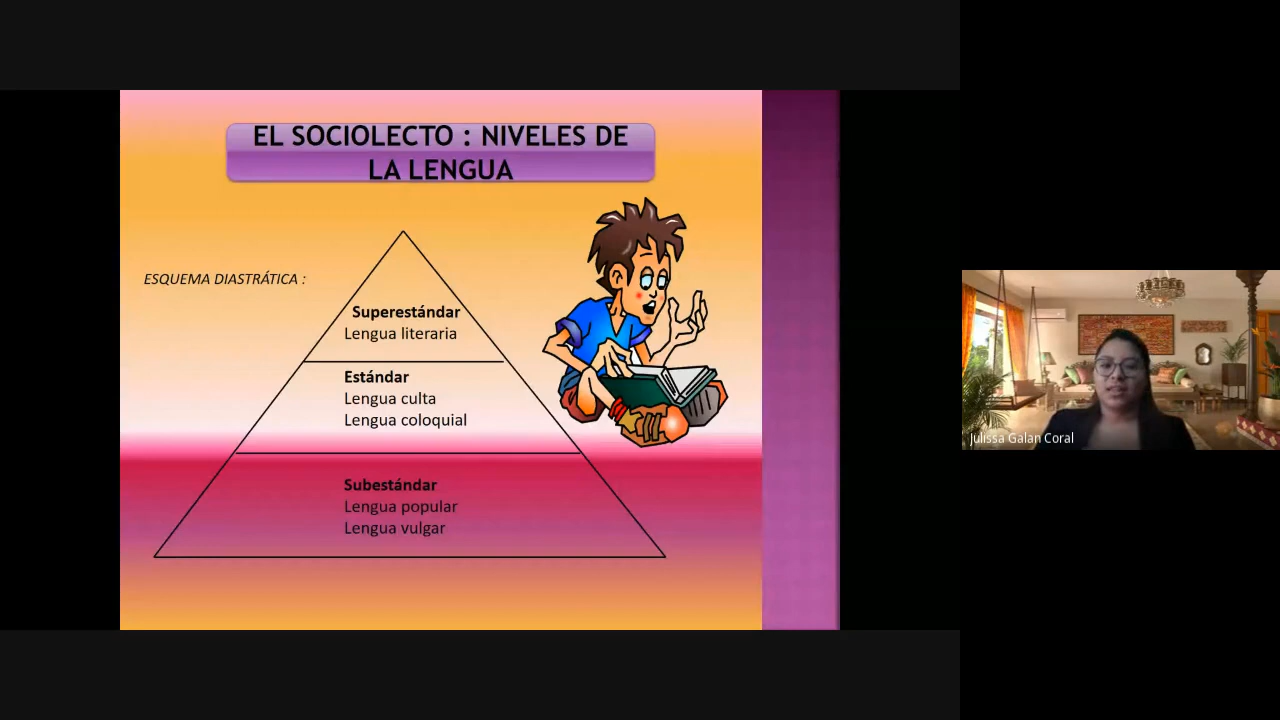 EL SOCIOLECTO : NIVELES DE
LA LENGUA
ESQUEMA DIASTRÁTICA :
Superestándar
Lengua literaria
Estándar
Lengua culta
Lengua coloquial
Subestándar
Lengua popular
Lengua vulgar
Julissa Galan Coral